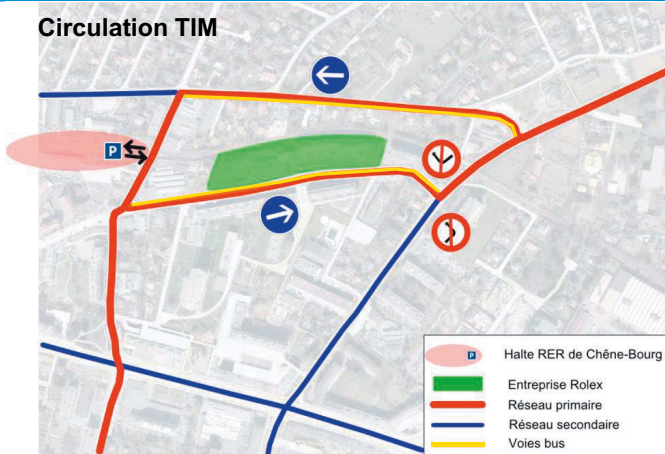 Circulation TIM
P
P
Halte RER de Chêne-Bourg
Entreprise Rolex
Réseau primaire
Réseau secondaire
Voies bus